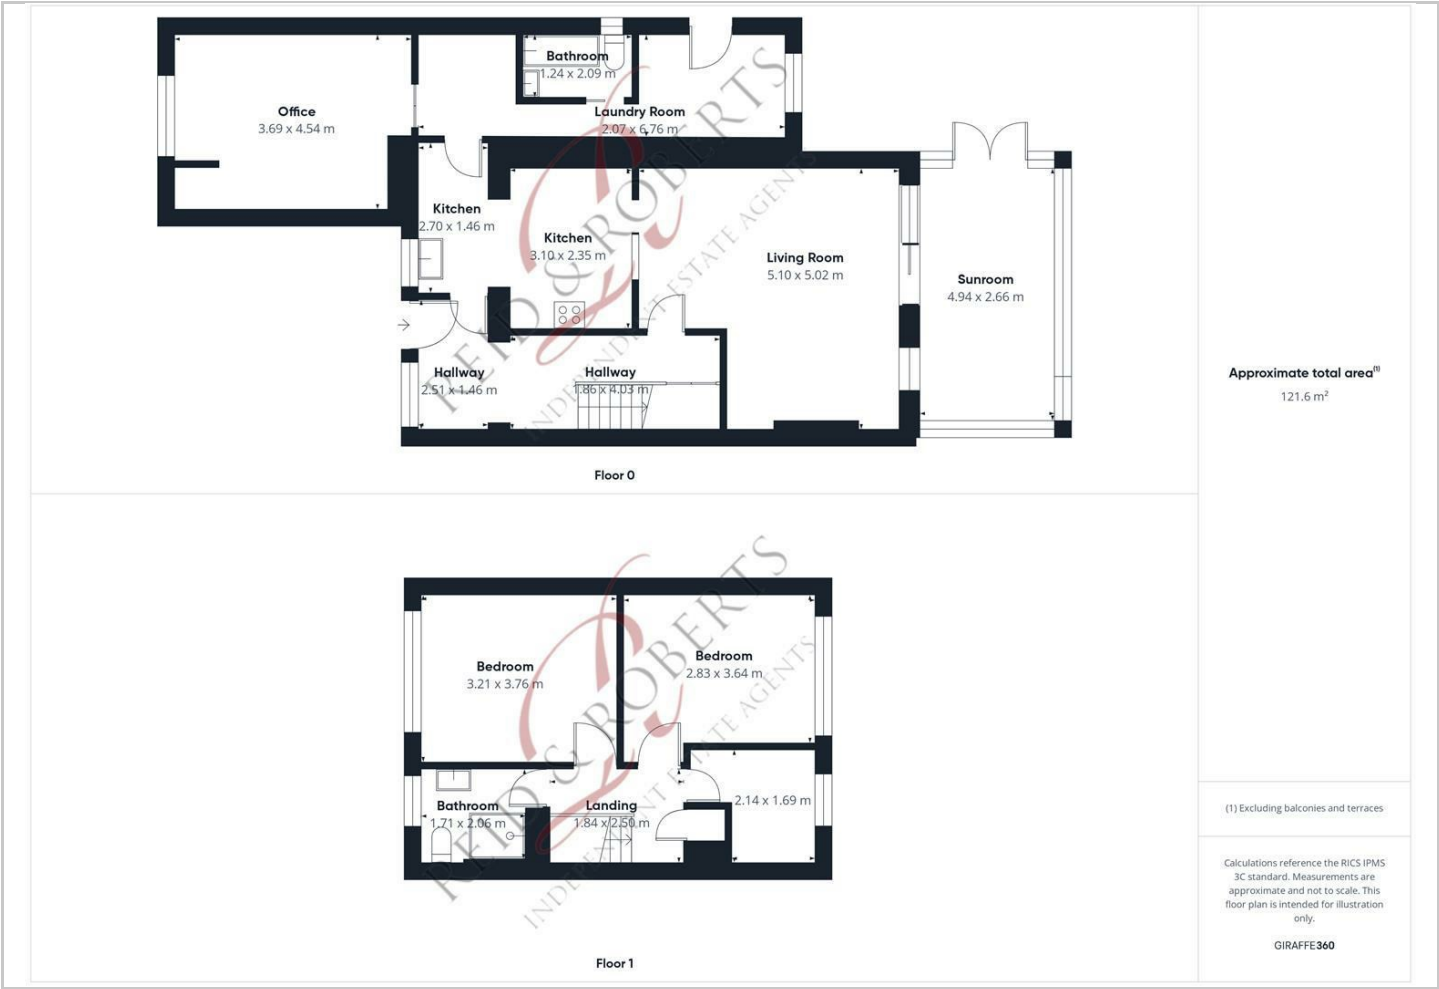 Bathroom
1.24 x 2.09 m
Office
3.69 x 4.54 m
Laundry Room
2.07 x 6.76 m
Kitchen
2.70 x 1.46 m
Kitchen
3.10 x 2.35 m
Living Room
5.10 x 5.02 m
Sunroom
4.94 x 2.66 m
Hallway
2.51 x 1.46 m
Hallway
1.86 x 4.03 m
REID & ROBERTS
INDEPENDENT ESTATE AGENTS
Floor 0
Bedroom
3.21 x 3.76 m
Bedroom
2.83 x 3.64 m
2.14 x 1.69 m
Bathroom
1.71 x 2.06 m
Landing
1.84 x 2.50 m
REID & ROBERTS
INDEPENDENT ESTATE AGENTS
Floor 1
Approximate total area(1)
121.6 m²
(1) Excluding balconies and terraces
Calculations reference the RICS IPMS
3C standard. Measurements are
approximate and not to scale. This
floor plan is intended for illustration
only.
GIRAFFE360